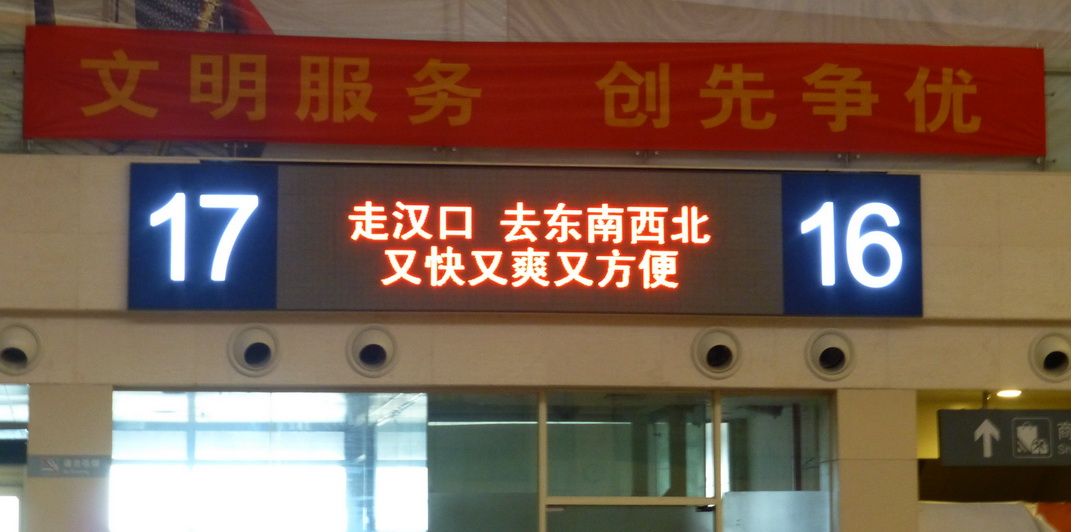 文明服务 创先争优
17
走汉口 去东南西北
又快又爽又方便
16
商